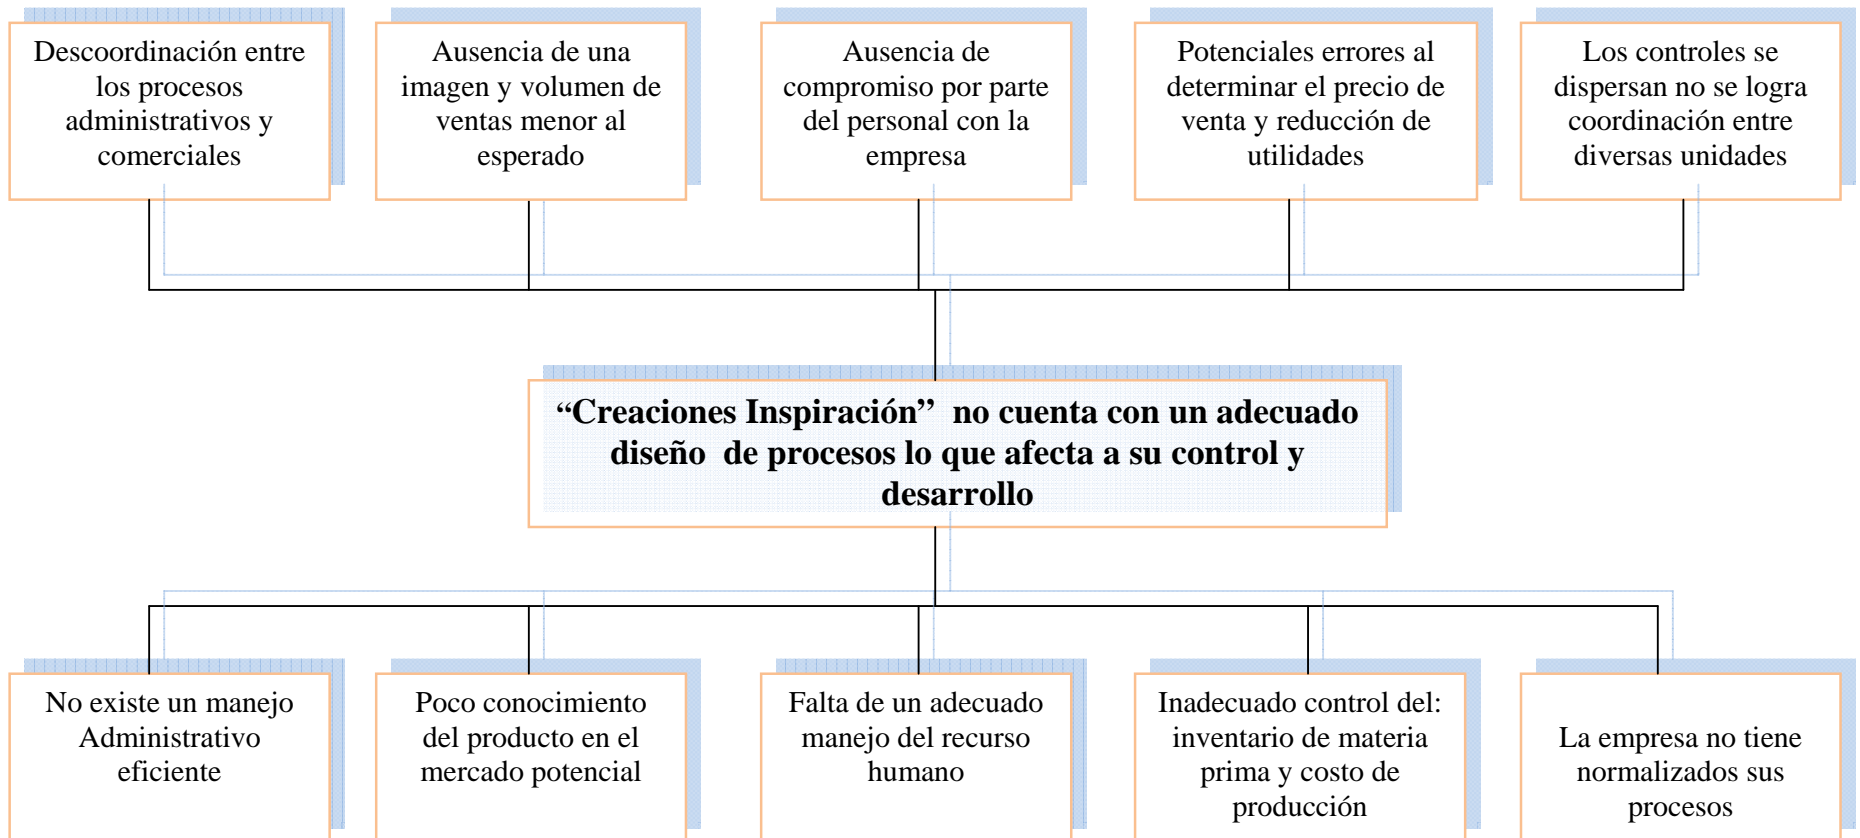 Descoordinación entre
los procesos
administrativos y
comerciales
Ausencia de una
imagen y volumen de
ventas menor al
esperado
Ausencia de
compromiso por parte
del personal con la
empresa
Potenciales errores al
determinar el precio de
venta y reducción de
utilidades
Los controles se
dispersan no se logra
coordinación entre
diversas unidades
“Creaciones Inspiración”  no cuenta con un adecuado
diseño  de procesos lo que afecta a su control y
desarrollo
No existe un manejo
Administrativo
eficiente
Poco conocimiento
del producto en el
mercado potencial
Falta de un adecuado
manejo del recurso
humano
Inadecuado control del:
inventario de materia
prima y costo de
producción
La empresa no tiene
normalizados sus
procesos